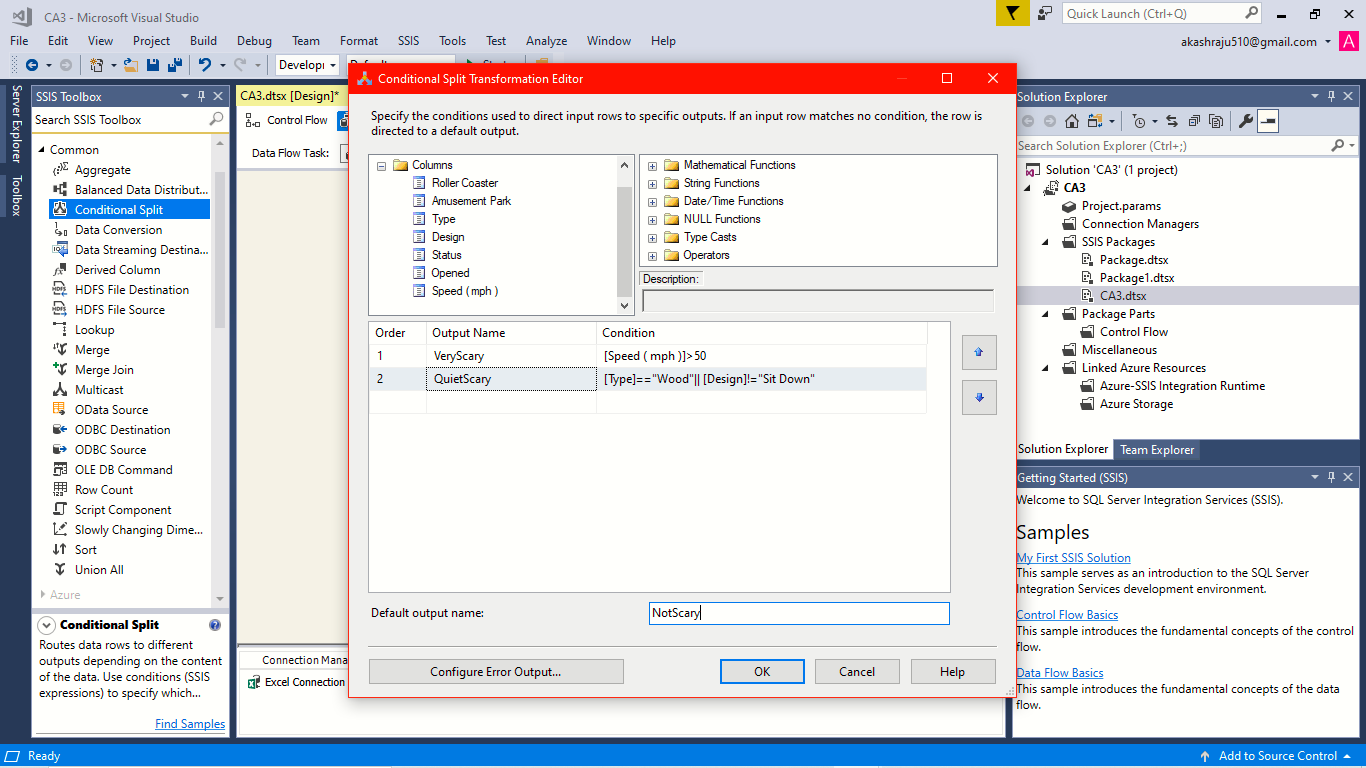 CA3 - Microsoft Visual Studio
Quick Launch (Ctrl+Q)
File Edit View Project Build Debug Team Format SSIS Tools Test Analyze Window Help
akashraju510@gmail.com
A
Server Explorer
Toolbox
SSIS Toolbox
Search SSIS Toolbox
Common
Aggregate
Balanced Data Distribut...
Conditional Split
Data Conversion
Data Streaming Destina...
Derived Column
HDFS File Destination
HDFS File Source
Lookup
Merge
Merge Join
Multicast
OData Source
ODBC Destination
ODBC Source
OLE DB Command
Row Count
Script Component
Slowly Changing Dime...
Sort
Union All
Azure
Conditional Split
Routes data rows to different
outputs depending on the content
of the data. Use conditions (SSIS
expressions) to specify which...
Find Samples
CA3.dtsx [Design]*
Control Flow
Data Flow Task:
Connection Mana
Excel Connection
Conditional Split Transformation Editor
Specify the conditions used to direct input rows to specific outputs. If an input row matches no condition, the row is
directed to a default output.
Columns
Roller Coaster
Amusement Park
Type
Design
Status
Opened
Speed ( mph )
Mathematical Functions
String Functions
Date/Time Functions
NULL Functions
Type Casts
Operators
Description:
Order Output Name Condition
1 VeryScary [Speed ( mph )]>50
2 QuietScary [Type]=="Wood"|| [Design]!="Sit Down"
Default output name: NotScary
Configure Error Output... OK Cancel Help
Solution Explorer
Search Solution Explorer (Ctrl+;)
Solution 'CA3' (1 project)
CA3
Project.params
Connection Managers
SSIS Packages
Package.dtsx
Package1.dtsx
CA3.dtsx
Package Parts
Control Flow
Miscellaneous
Linked Azure Resources
Azure-SSIS Integration Runtime
Azure Storage
Solution Explorer Team Explorer
Getting Started (SSIS)
Welcome to SQL Server Integration Services (SSIS).
Samples
My First SSIS Solution
This sample serves as an introduction to the SQL Server
Integration Services development environment.
Control Flow Basics
This sample introduces the fundamental concepts of the control
flow.
Data Flow Basics
This sample introduces the fundamental concepts of the data
flow.
Ready
Add to Source Control